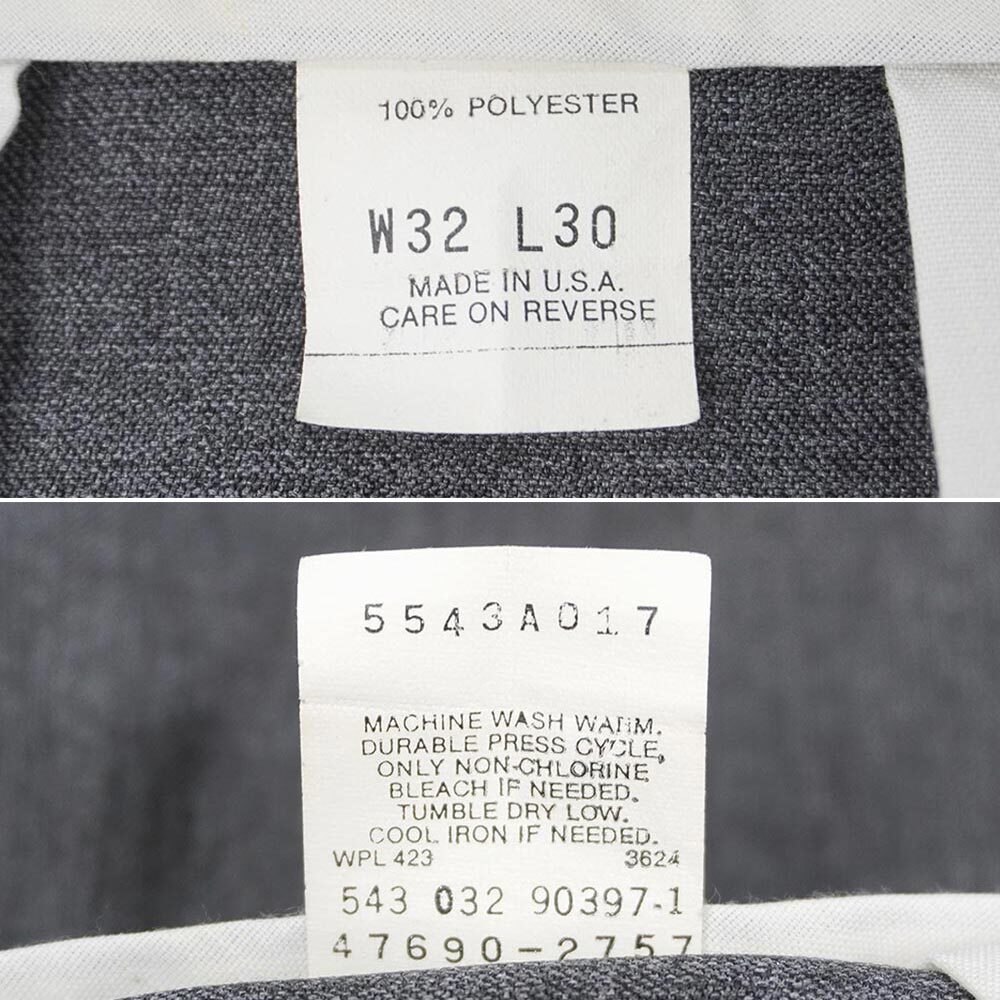 100% POLYESTER
W32 L30
MADE IN U.S.A.
CARE ON REVERSE
5543A017
MACHINE WASH WARM.
DURABLE PRESS CYCLE,
ONLY NON-CHLORINE
BLEACH IF NEEDED.
TUMBLE DRY LOW.
COOL IRON IF NEEDED.
WPL 423 3624
543 032 90397-1
47690-2757